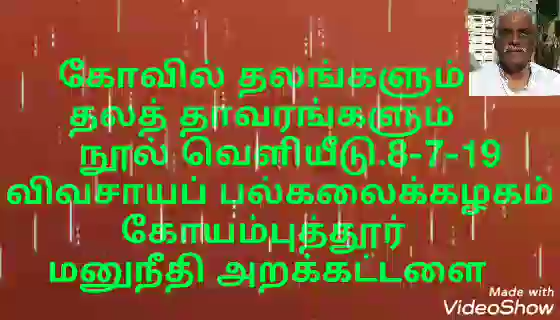 கோவில் தலங்களும்
தலத் தாவரங்களும்
நூல் வெளியீடு.8-7-19
விவசாயப் பல்கலைக்கழகம்
கோயம்புத்தூர்
மனுநீதி அறக்கட்டளை
Made with
VideoShow